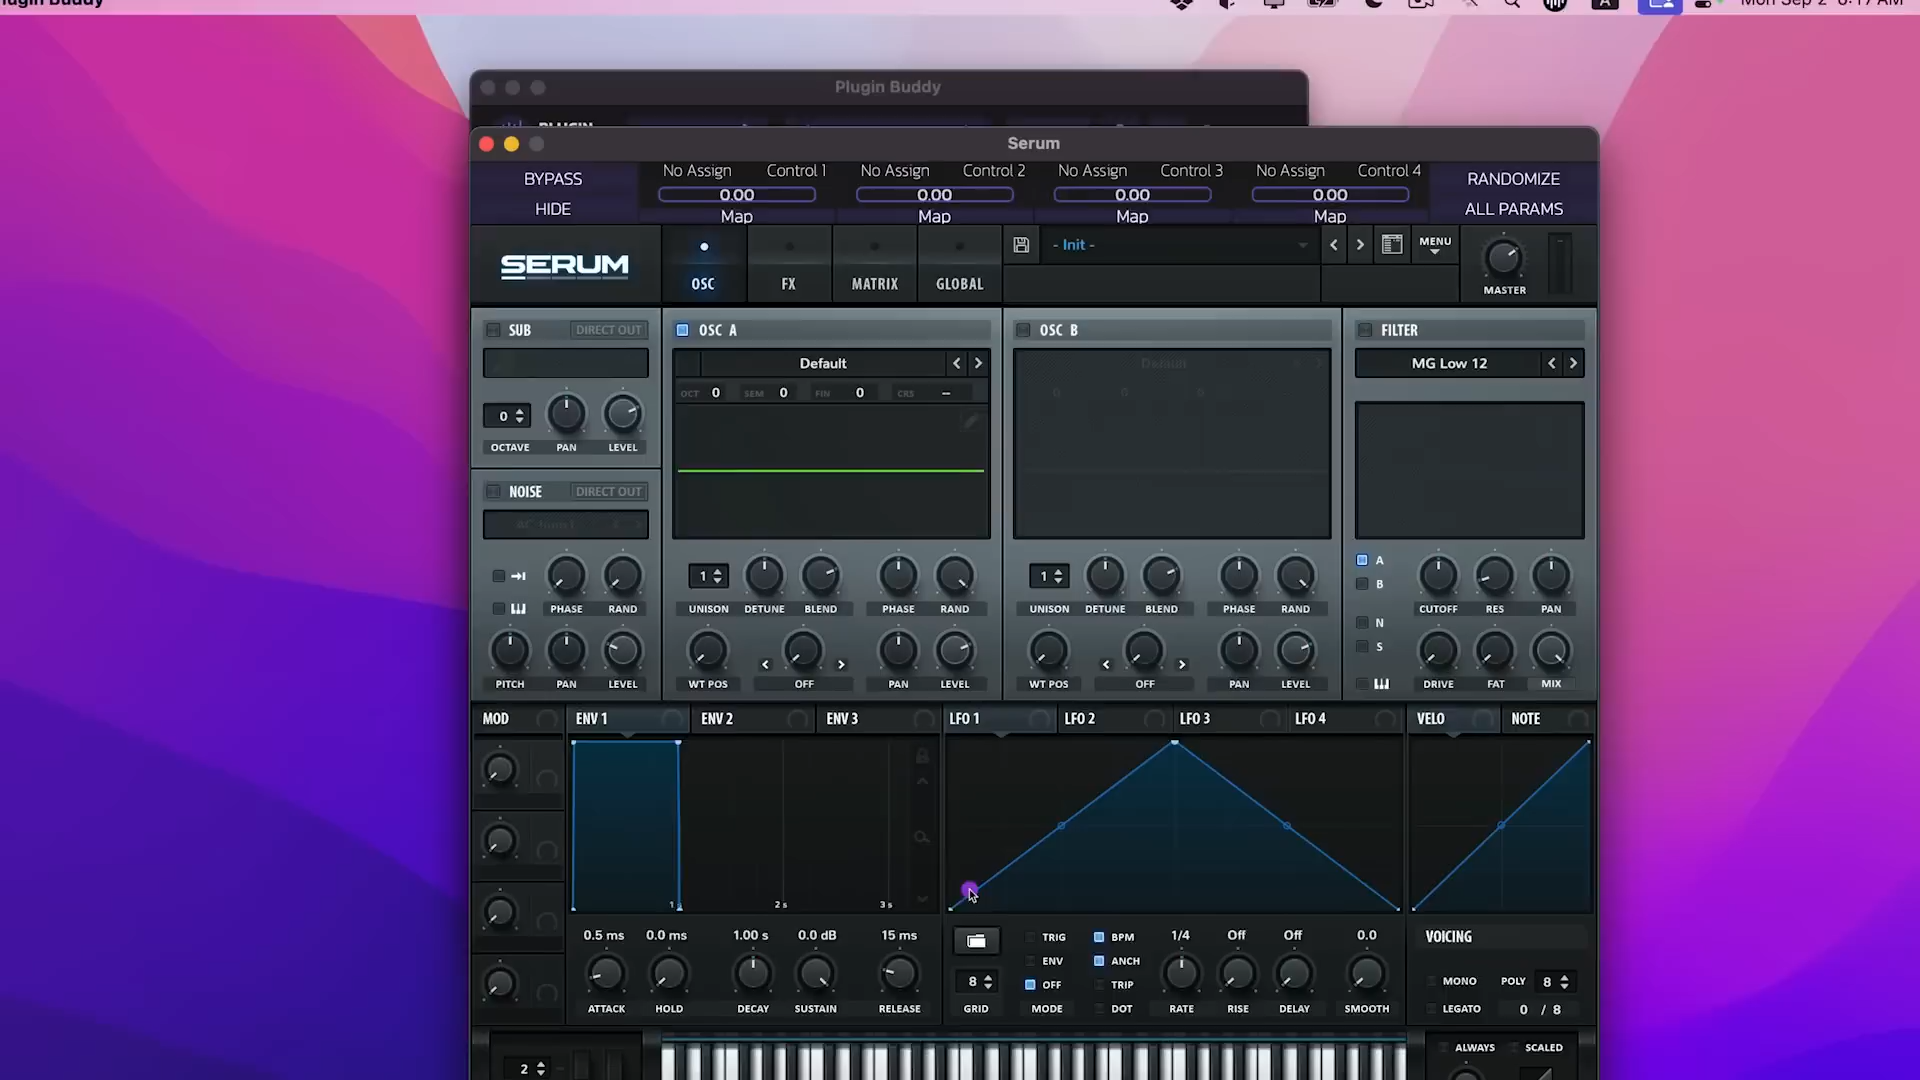 Plugin Buddy
Serum
BYPASS
HIDE
No Assign Control 1
0.00
Map
No Assign Control 2
0.00
Map
No Assign Control 3
0.00
Map
No Assign Control 4
0.00
Map
RANDOMIZE
ALL PARAMS
SERUM
OSC
FX
MATRIX
GLOBAL
- Init -
MENU
MASTER
SUB DIRECT OUT
0
OCTAVE PAN LEVEL
NOISE DIRECT OUT
PHASE RAND
PITCH PAN LEVEL
OSC A
Default
OCT 0 SEM 0 FIN 0 CRS --
1
UNISON DETUNE BLEND PHASE RAND
WT POS OFF PAN LEVEL
OSC B
Default
0 0 0
1
UNISON DETUNE BLEND PHASE RAND
WT POS OFF PAN LEVEL
FILTER
MG Low 12
A
B
N
S
CUTOFF RES PAN
DRIVE FAT MIX
MOD
ENV 1 ENV 2 ENV 3
2 s 3 s
0.5 ms 0.0 ms 1.00 s 0.0 dB 15 ms
ATTACK HOLD DECAY SUSTAIN RELEASE
LFO 1 LFO 2 LFO 3 LFO 4
8
GRID
TRIG
ENV
OFF
MODE
BPM
ANCH
TRIP
DOT
1/4 Off Off 0.0
RATE RISE DELAY SMOOTH
VELO NOTE
VOICING
MONO POLY 8
LEGATO 0 / 8
2
ALWAYS SCALED